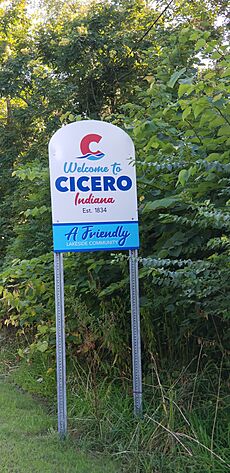 C
Welcome to
CICERO
Indiana
Est. 1834
A Friendly
LAKESIDE COMMUNITY